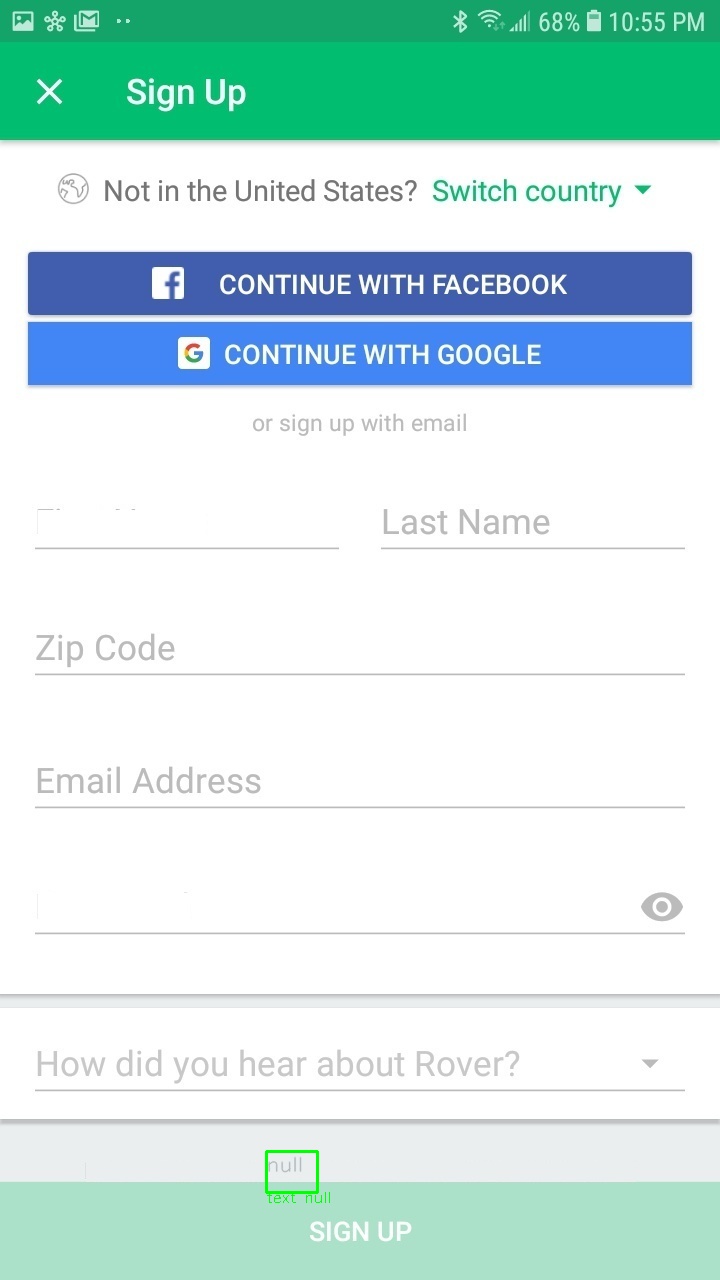 68% 10:55 PM
Sign Up
Not in the United States? Switch country
CONTINUE WITH FACEBOOK
G CONTINUE WITH GOOGLE
or sign up with email
Last Name
Zip Code
Email Address
How did you hear about Rover?
null
text null
SIGN UP